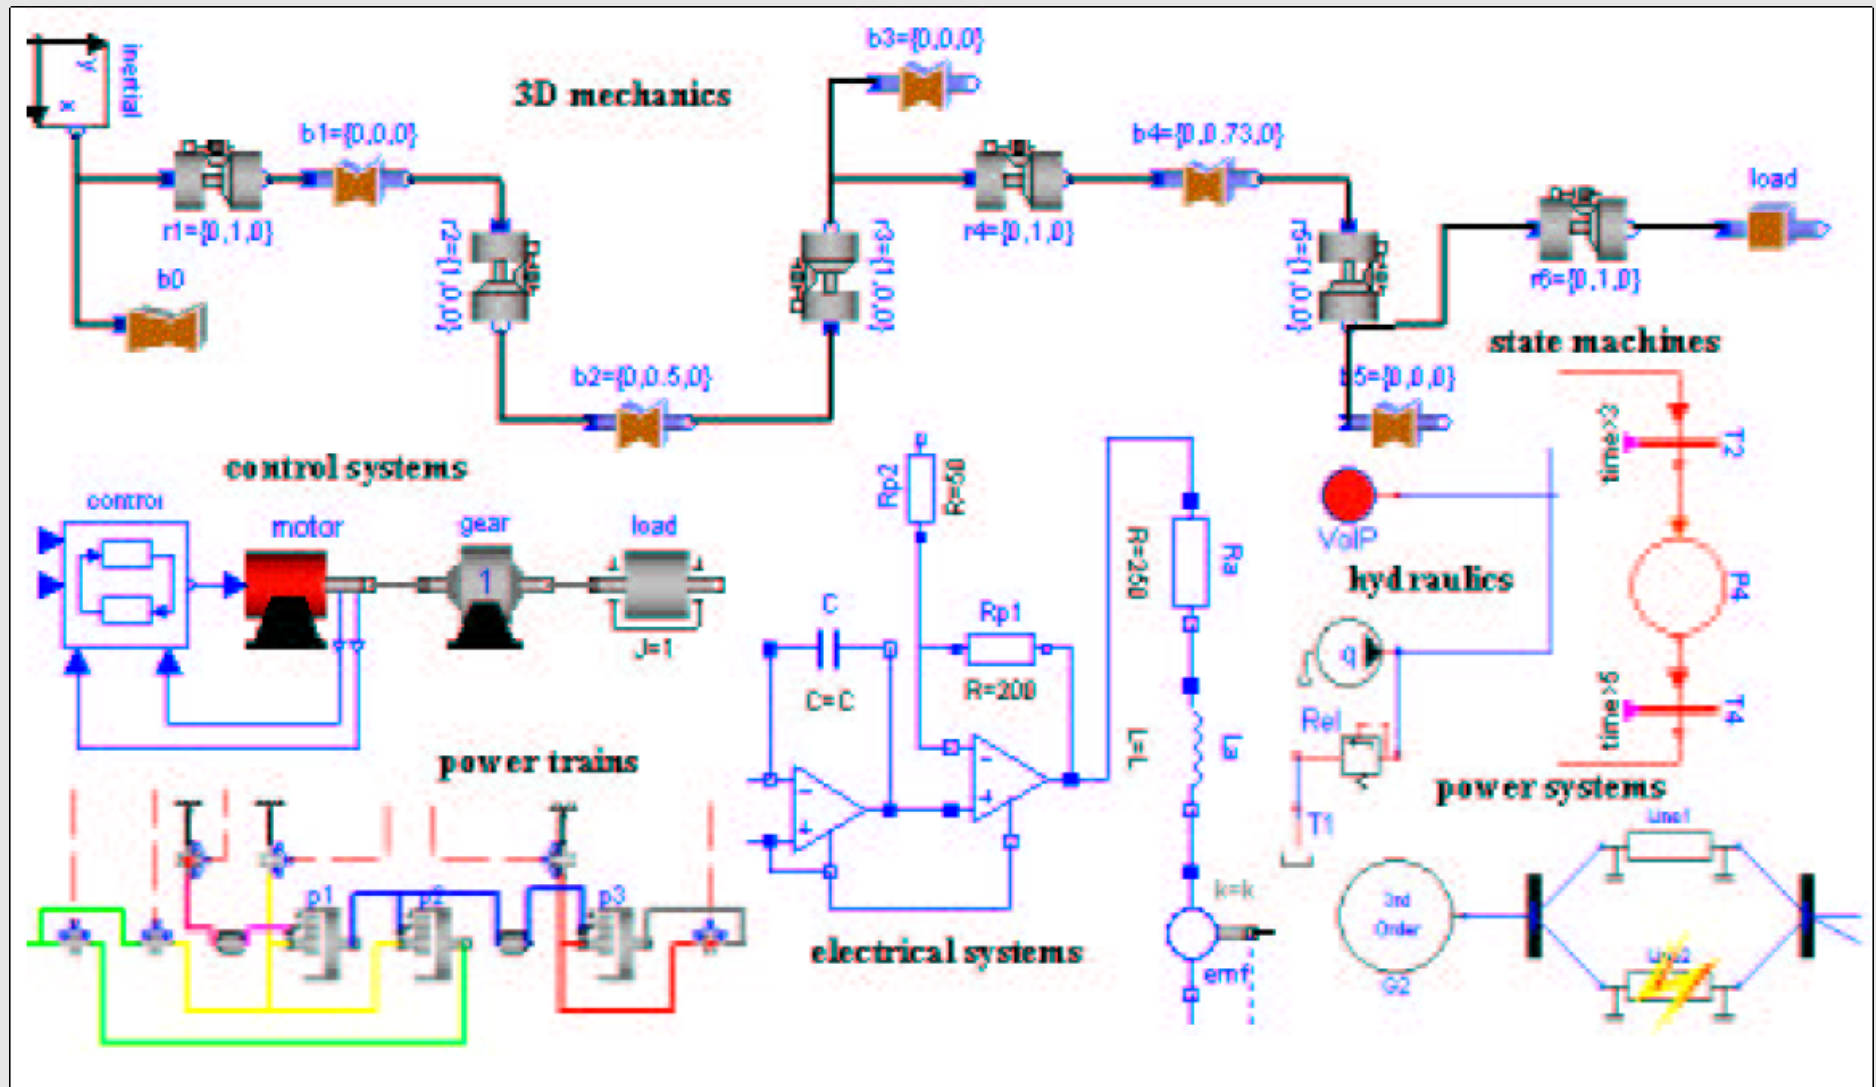 inertial
y
x
3D mechanics
b3={0,0,0}
b1={0,0,0}
b4={0,0.73,0}
load
r1={0,1,0}
r2={1,0,0}
r3={1,0,0}
r4={0,1,0}
r5={1,0,0}
r6={0,1,0}
b0
b2={0,0.5,0}
b5={0,0,0}
state machines
control systems
control
motor
gear
load
1
J=1
Rp2
R=50
C
C=C
Rp1
R=200
R=250
Ra
L=L
La
k=k
emf
electrical systems
VolP
hydraulics
q
Rel
T1
time>2
T2
P4
time>5
T4
power trains
p1
p2
p3
power systems
Line1
Line2
Order
G2